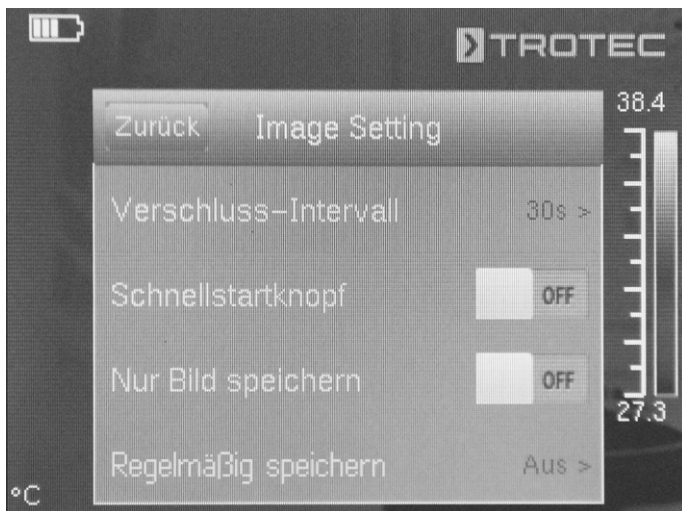 TROTEC
38.4
Zurück Image Setting
Verschluss-Intervall 30s >
Schnellstartknopf OFF
Nur Bild speichern OFF
27.3
Regelmäßig speichern Aus >
°C